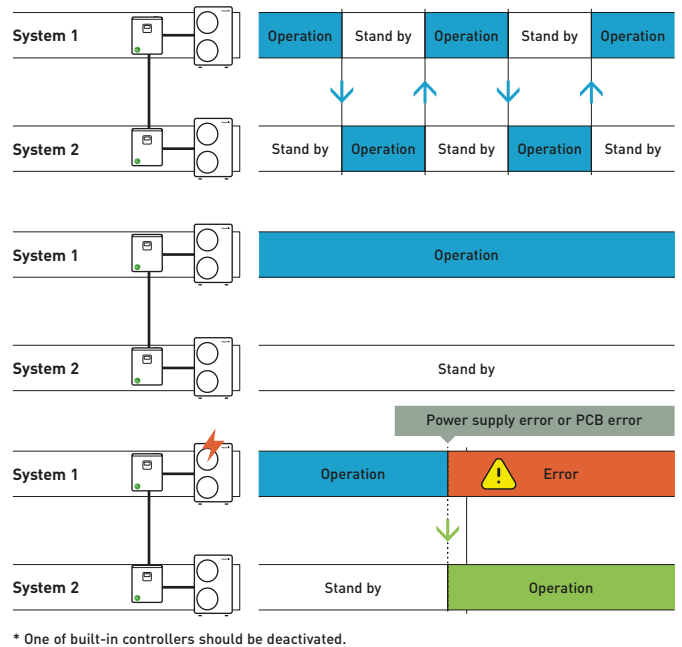 System 1
Operation Stand by Operation Stand by Operation
System 2
Stand by Operation Stand by Operation Stand by
System 1
Operation
System 2
Stand by
Power supply error or PCB error
System 1
Operation Error
System 2
Stand by Operation
* One of built-in controllers should be deactivated.